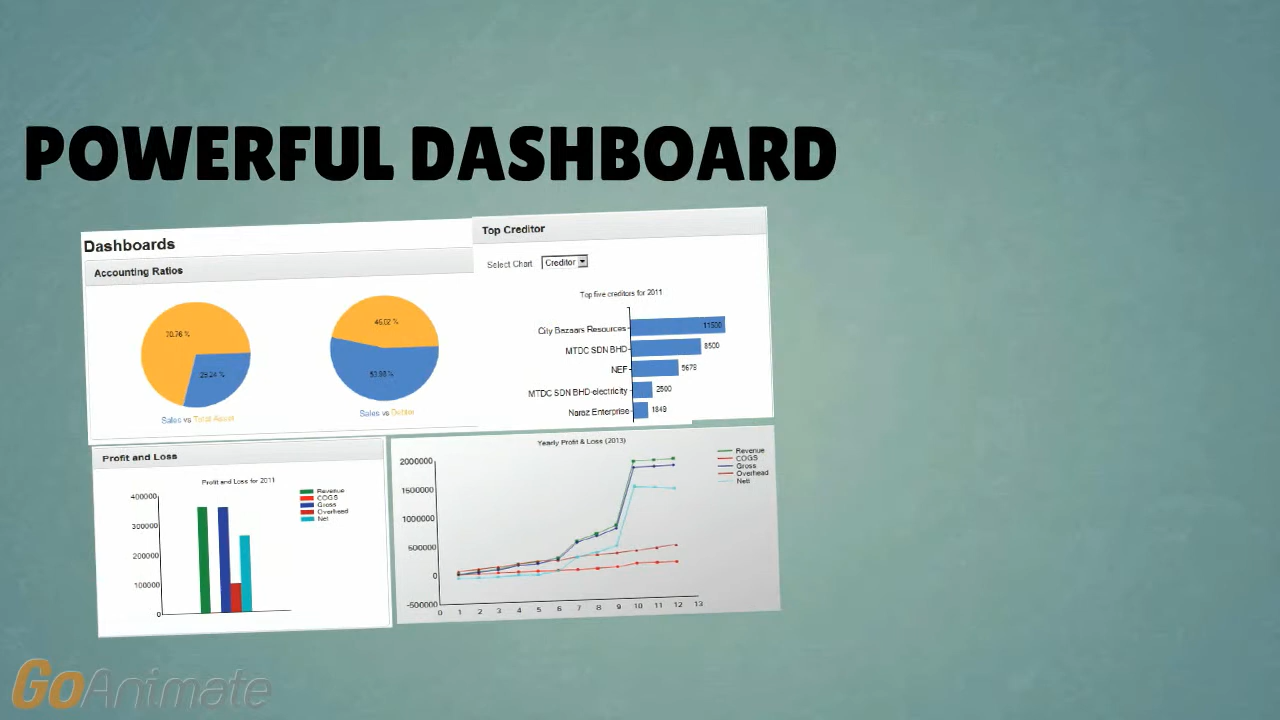 POWERFUL DASHBOARD
Dashboards
Accounting Ratios
70.76 %
29.24 %
Sales vs Total Asset
46.02 %
Sales vs Debtor
Top Creditor
Select Chart Creditor
Top five creditors for 2011
City Bazaars Resources 11500
MTDC SDN BHD 8500
NEF 5678
MTDC SDN BHD-electricity 2500
Naraz Enterprise 1849
Profit and Loss
Profit and Loss for 2011
400000
300000
200000
100000
0
Revenue
COGS
Gross
Overhead
Net
Yearly Profit & Loss (2013)
2000000
1500000
1000000
500000
0
-500000
0 1 2 3 4 5 6 7 8 9 10 11 12 13
Revenue
COGS
Gross
Overhead
Nett
GoAnimate